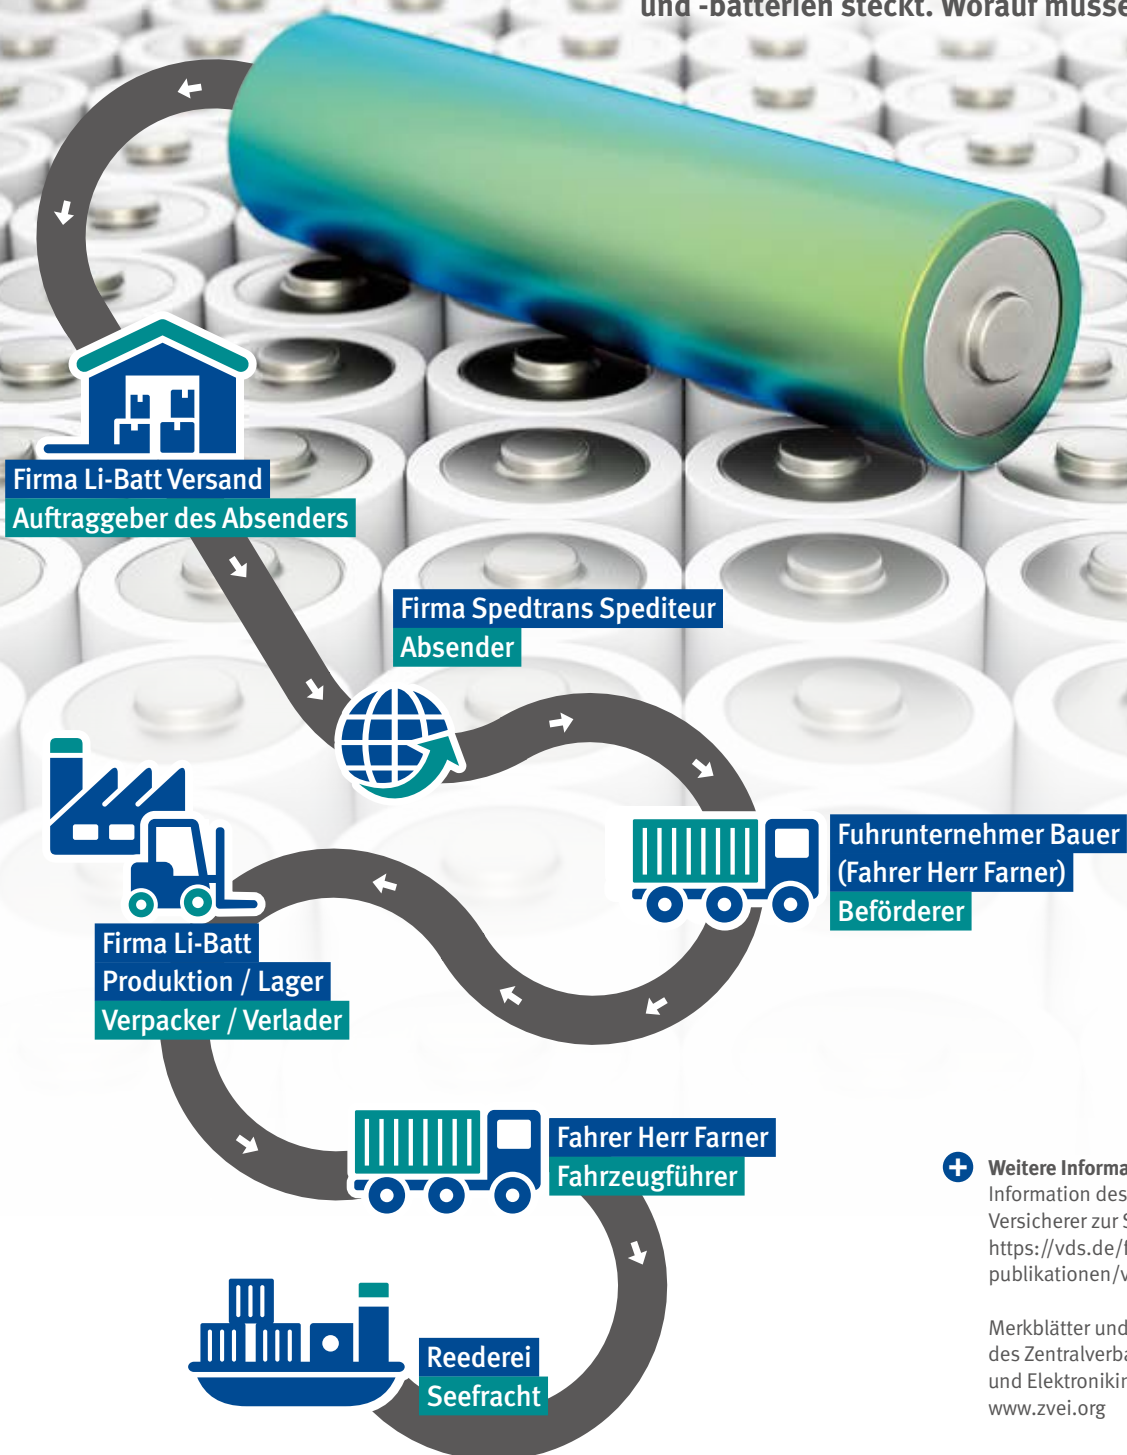 und -batterien steckt. Worauf
Firma Li-Batt Versand
Auftraggeber des Absenders
Firma Spedtrans Spediteur
Absender
Fuhrunternehmer Bauer
(Fahrer Herr Farner)
Beförderer
Firma Li-Batt
Produktion / Lager
Verpacker / Verlader
Fahrer Herr Farner
Fahrzeugführer
Reederei
Seefracht
Weitere Informa
Information des
Versicherer zur S
https://vds.de/f
publikationen/v
Merkblätter und
des Zentralverba
und Elektronikin
www.zvei.org